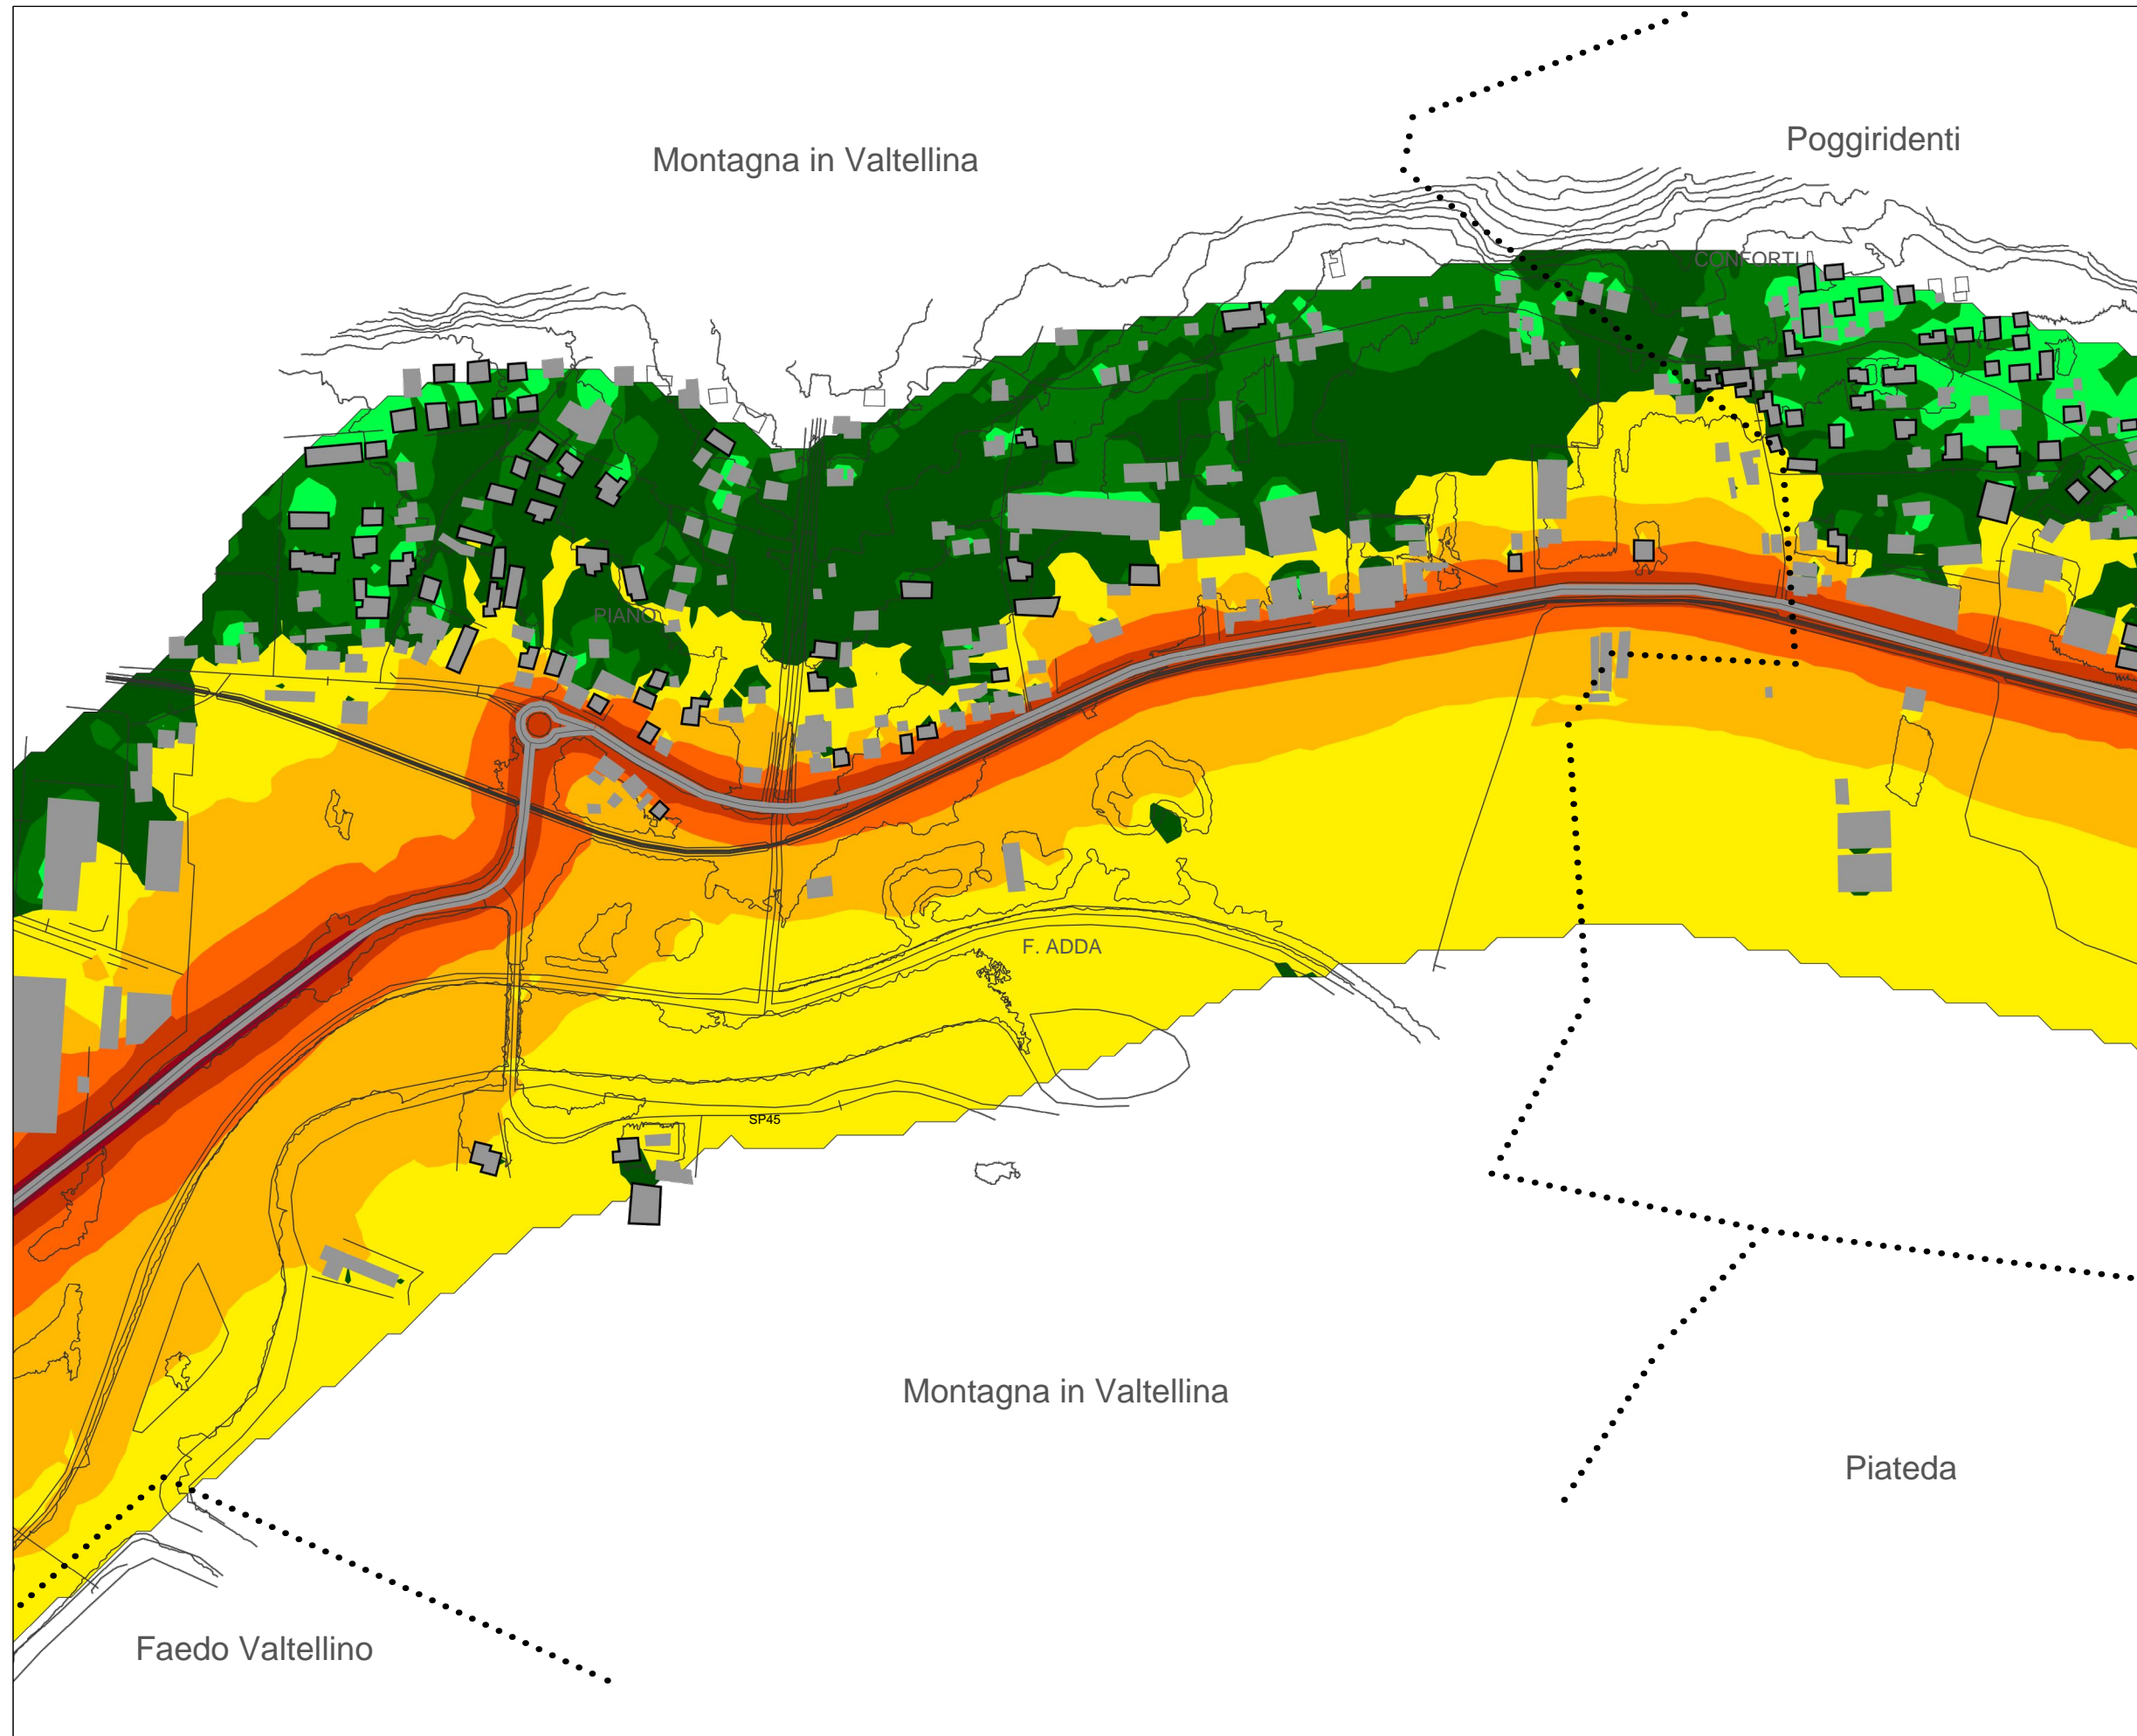 Poggiridenti
Montagna in Valtellina
CONFORTI
PIANO
F. ADDA
SP45
Montagna in Valtellina
Piateda
Faedo Valtellino